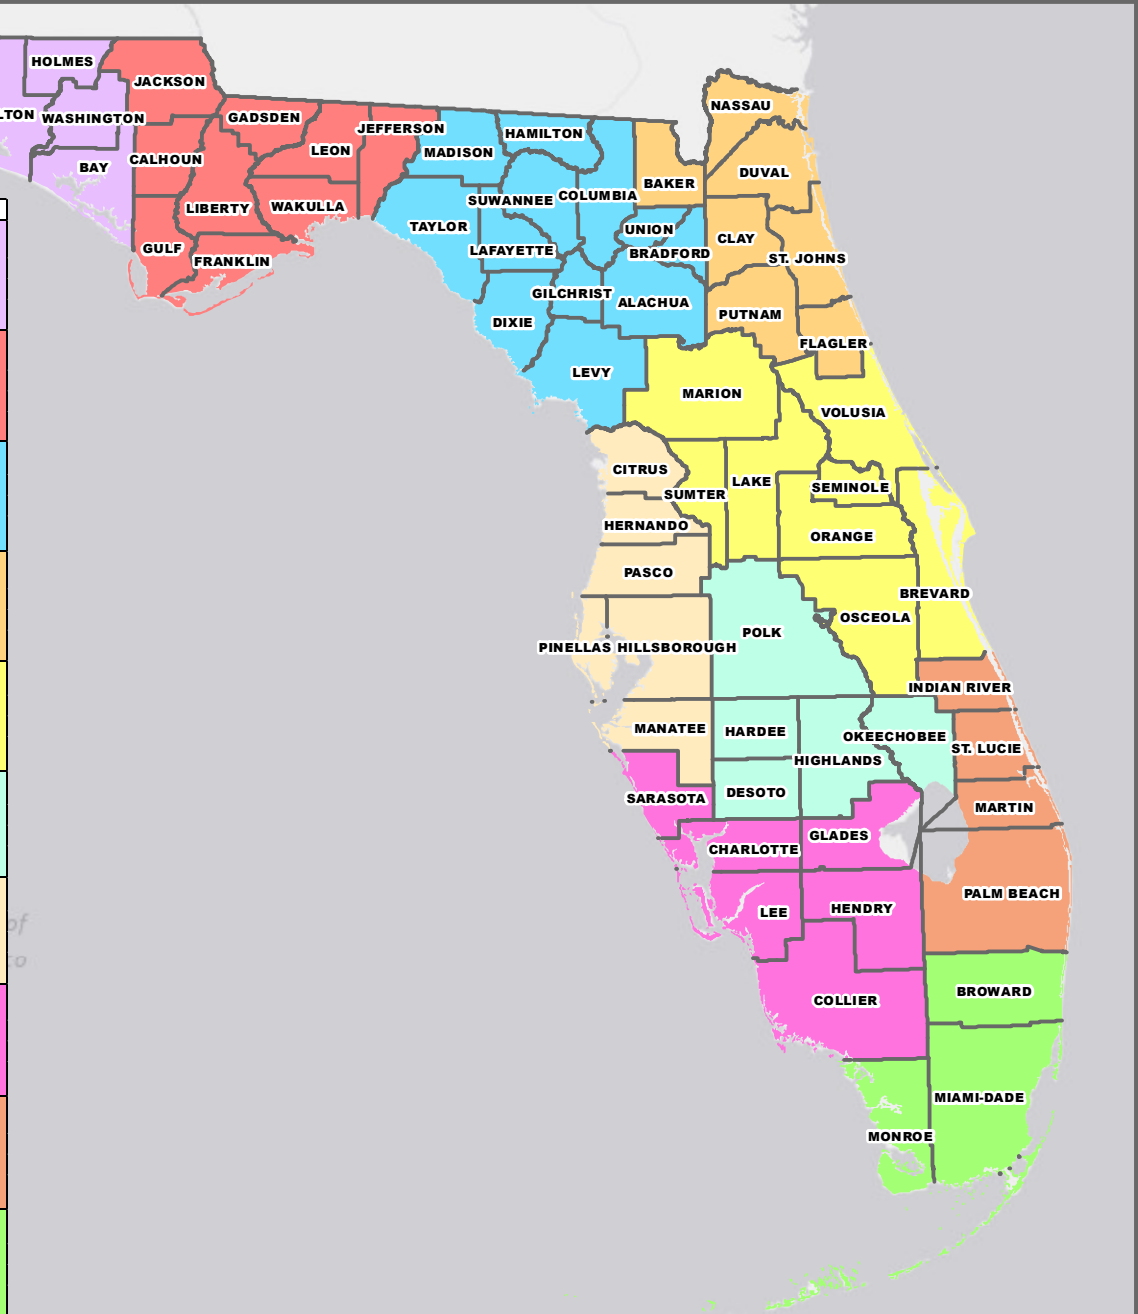 HOLMES
JACKSON
LTON
WASHINGTON
GADSDEN
JEFFERSON
HAMILTON
NASSAU
LEON
MADISON
BAY
CALHOUN
DUVAL
BAKER
COLUMBIA
SUWANNEE
LIBERTY
WAKULLA
TAYLOR
UNION
CLAY
GULF
FRANKLIN
LAFAYETTE
BRADFORD
ST. JOHNS
GILCHRIST
ALACHUA
DIXIE
PUTNAM
FLAGLER
LEVY
MARION
VOLUSIA
CITRUS
LAKE
SEMINOLE
SUMTER
HERNANDO
ORANGE
PASCO
BREVARD
OSCEOLA
POLK
PINELLAS
HILLSBOROUGH
INDIAN RIVER
MANATEE
HARDEE
OKEECHOBEE
ST. LUCIE
HIGHLANDS
DESOTO
SARASOTA
MARTIN
GLADES
CHARLOTTE
PALM BEACH
LEE
HENDRY
of
co
BROWARD
COLLIER
MIAMI-DADE
MONROE